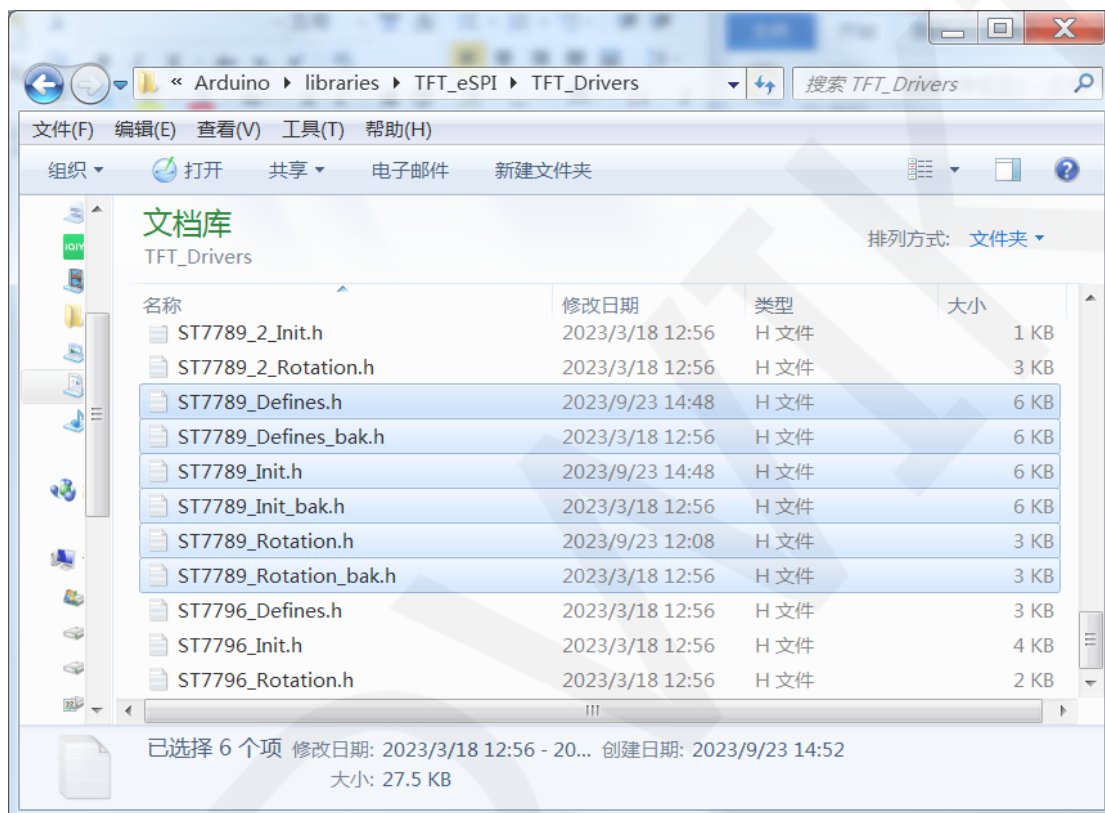 « Arduino ▸ libraries ▸ TFT_eSPI ▸ TFT_Drivers 搜索 TFT_Drivers
文件(F) 编辑(E) 查看(V) 工具(T) 帮助(H)
组织 打开 共享 电子邮件 新建文件夹
文档库
TFT_Drivers
排列方式: 文件夹
名称 修改日期 类型 大小
ST7789_2_Init.h 2023/3/18 12:56 H 文件 1 KB
ST7789_2_Rotation.h 2023/3/18 12:56 H 文件 3 KB
ST7789_Defines.h 2023/9/23 14:48 H 文件 6 KB
ST7789_Defines_bak.h 2023/3/18 12:56 H 文件 6 KB
ST7789_Init.h 2023/9/23 14:48 H 文件 6 KB
ST7789_Init_bak.h 2023/3/18 12:56 H 文件 6 KB
ST7789_Rotation.h 2023/9/23 12:08 H 文件 3 KB
ST7789_Rotation_bak.h 2023/3/18 12:56 H 文件 3 KB
ST7796_Defines.h 2023/3/18 12:56 H 文件 3 KB
ST7796_Init.h 2023/3/18 12:56 H 文件 4 KB
ST7796_Rotation.h 2023/3/18 12:56 H 文件 2 KB
已选择 6 个项 修改日期: 2023/3/18 12:56 - 20... 创建日期: 2023/9/23 14:52
大小: 27.5 KB